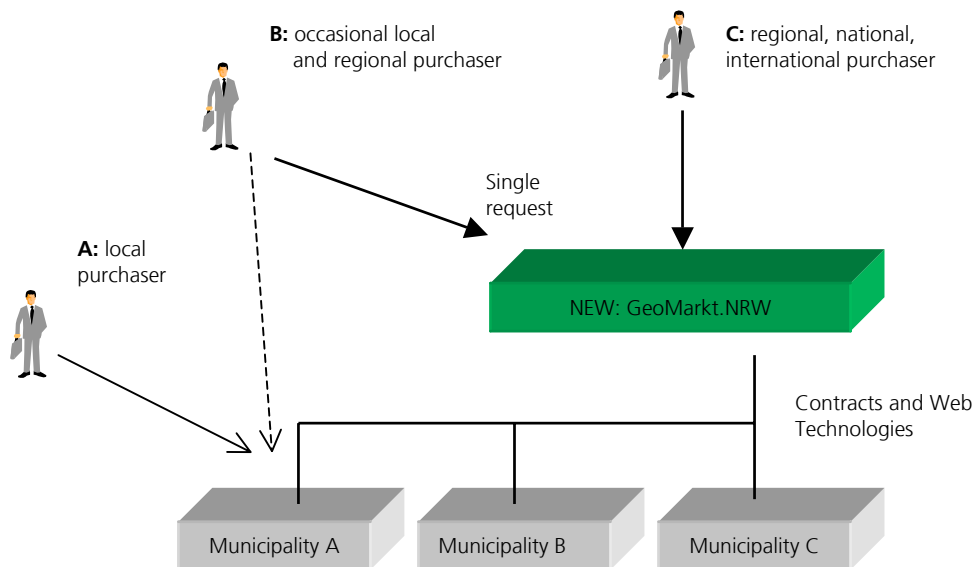 B: occasional local
and regional purchaser
C: regional, national,
international purchaser
Single
request
A: local
purchaser
NEW: GeoMarkt.NRW
Contracts and Web
Technologies
Municipality A
Municipality B
Municipality C